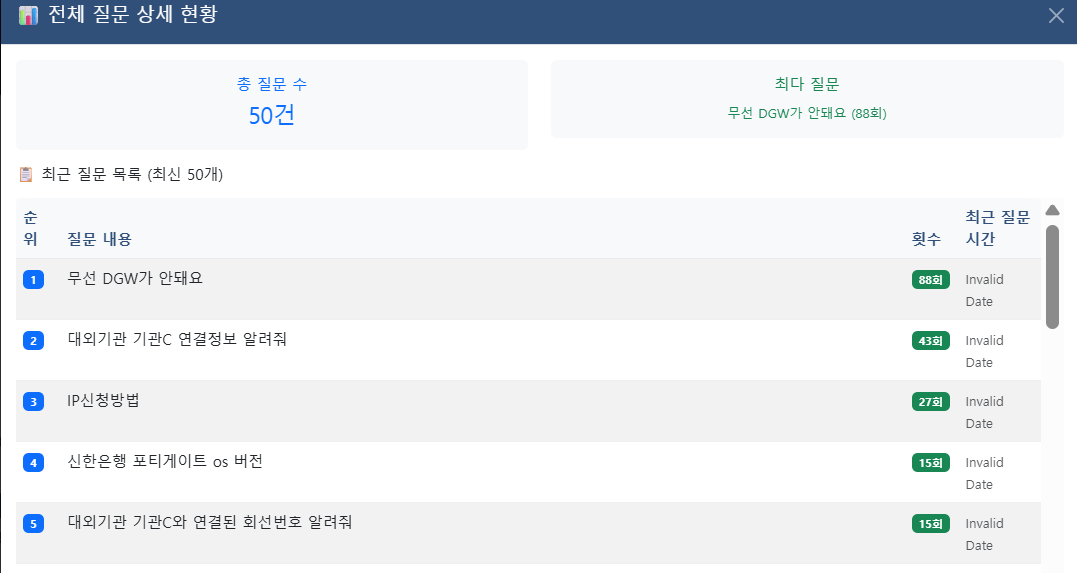 전체 질문 상세 현황
총 질문 수
50건
최다 질문
무선 DGW가 안돼요 (88회)
최근 질문 목록 (최신 50개)
순위 질문 내용 횟수 최근 질문 시간
1 무선 DGW가 안돼요 88회 Invalid Date
2 대외기관 기관C 연결정보 알려줘 43회 Invalid Date
3 IP신청방법 27회 Invalid Date
4 신한은행 포티게이트 os 버전 15회 Invalid Date
5 대외기관 기관C와 연결된 회선번호 알려줘 15회 Invalid Date